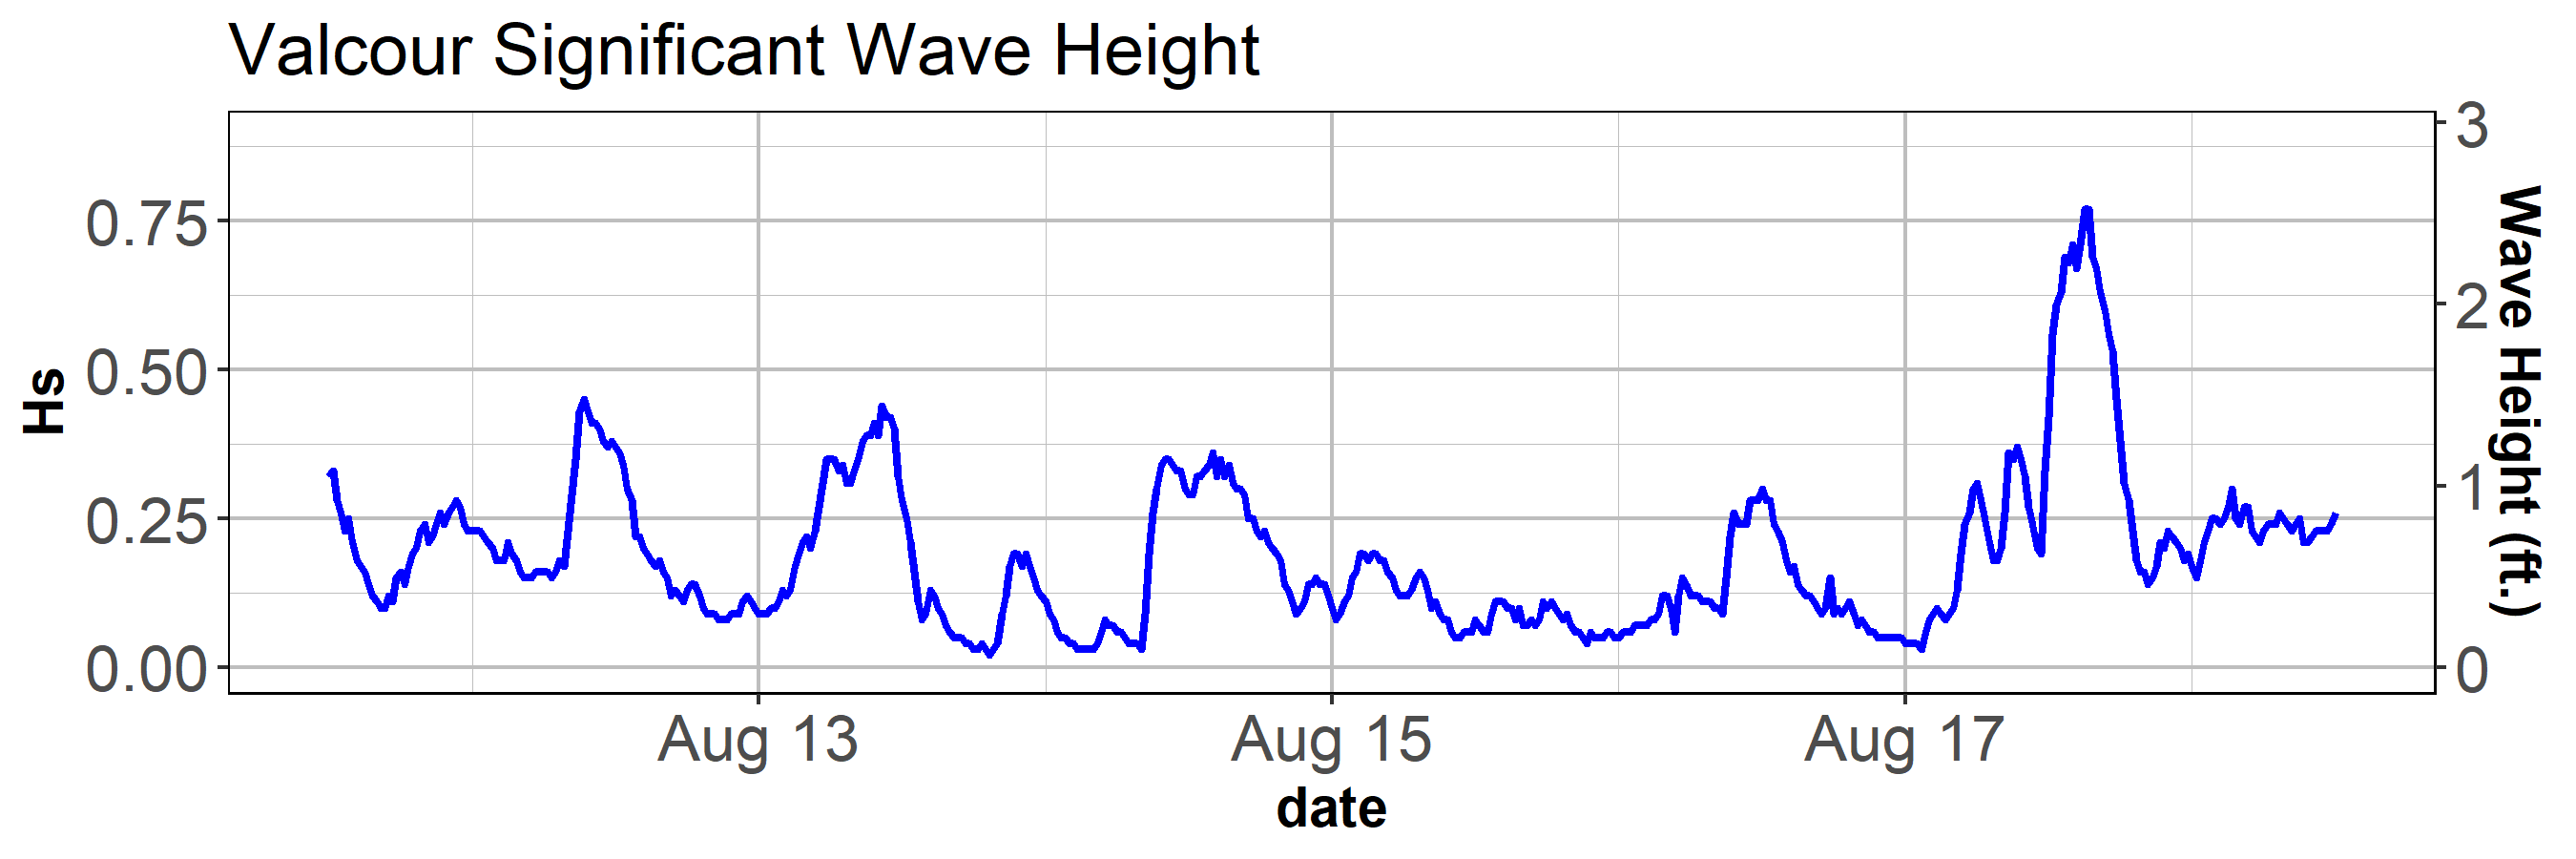 Valcour Significant Wave Height
Hs
0.75
0.50
0.25
0.00
3
2
1
0
Wave Height (ft.)
Aug 13
Aug 15
Aug 17
date